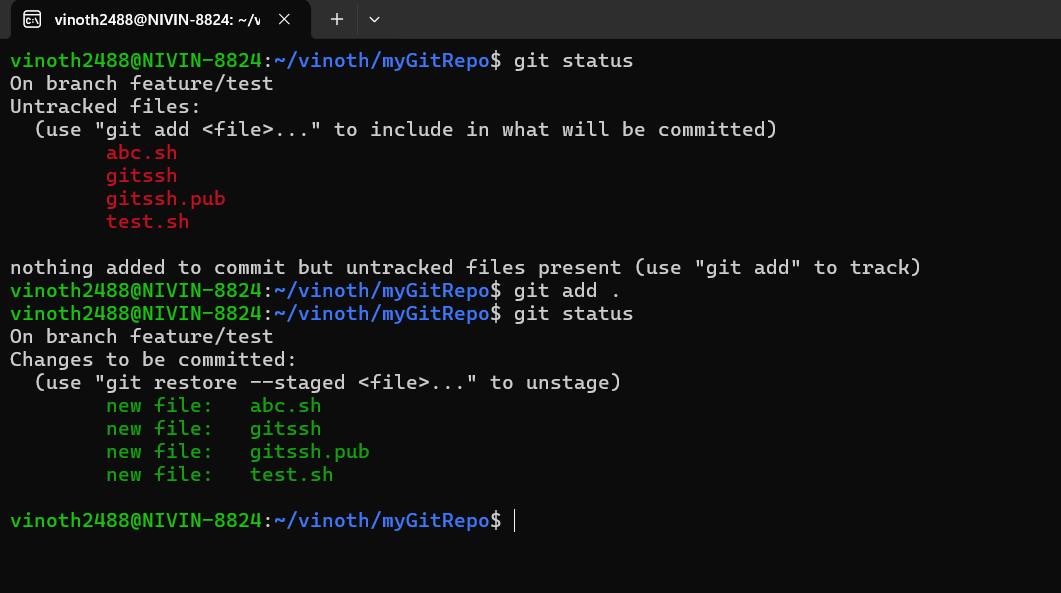 vinoth2488@NIVIN-8824: ~/v
vinoth2488@NIVIN-8824:~/vinoth/myGitRepo$ git status
On branch feature/test
Untracked files:
  (use "git add <file>..." to include in what will be committed)
        abc.sh
        gitssh
        gitssh.pub
        test.sh

nothing added to commit but untracked files present (use "git add" to track)
vinoth2488@NIVIN-8824:~/vinoth/myGitRepo$ git add .
vinoth2488@NIVIN-8824:~/vinoth/myGitRepo$ git status
On branch feature/test
Changes to be committed:
  (use "git restore --staged <file>..." to unstage)
        new file:   abc.sh
        new file:   gitssh
        new file:   gitssh.pub
        new file:   test.sh

vinoth2488@NIVIN-8824:~/vinoth/myGitRepo$